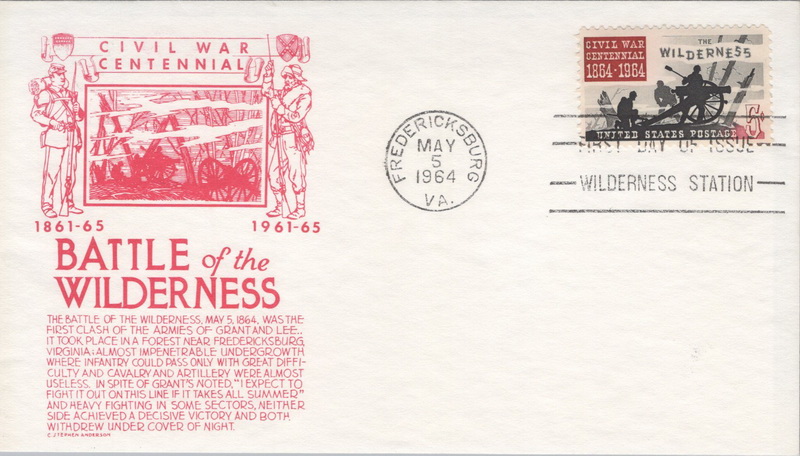 CIVIL WAR
CENTENNIAL
1861-65 1961-65
BATTLE of the
WILDERNESS
THE BATTLE OF THE WILDERNESS, MAY 5, 1864, WAS THE
FIRST CLASH OF THE ARMIES OF GRANT AND LEE..
IT TOOK PLACE IN A FOREST NEAR FREDERICKSBURG,
VIRGINIA; ALMOST IMPENETRABLE UNDERGROWTH
WHERE INFANTRY COULD PASS ONLY WITH GREAT DIFFI-
CULTY AND CAVALRY AND ARTILLERY WERE ALMOST
USELESS. IN SPITE OF GRANT'S NOTED, "I EXPECT TO
FIGHT IT OUT ON THIS LINE IF IT TAKES ALL SUMMER"
AND HEAVY FIGHTING IN SOME SECTORS, NEITHER
SIDE ACHIEVED A DECISIVE VICTORY AND BOTH
WITHDREW UNDER COVER OF NIGHT.
C. STEPHEN ANDERSON
FREDERICKSBURG
MAY
5
1964
VA.
CIVIL WAR
CENTENNIAL
1864-1964
THE
WILDERNESS
5¢
UNITED STATES POSTAGE
FIRST DAY OF ISSUE
WILDERNESS STATION